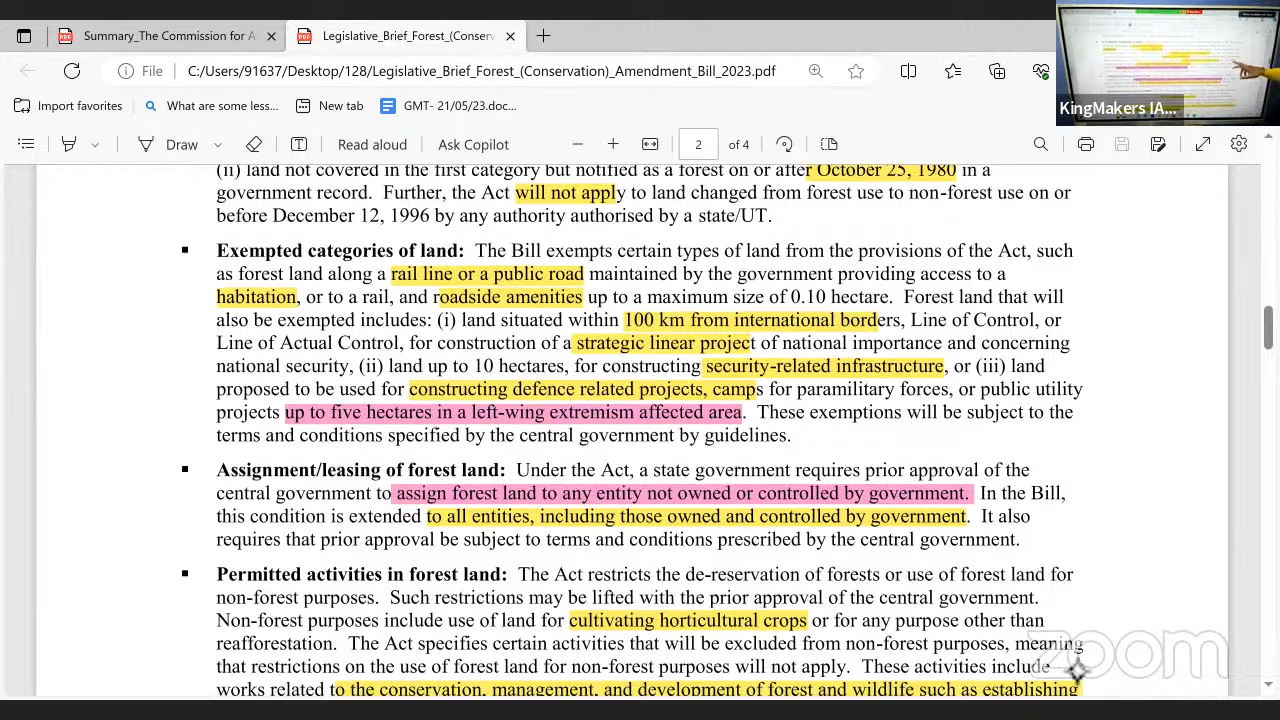 Summary_The Commission for A
Legislative_Brief_
(Conv
File
Import favorites
What are clusters.
GMT-202
Draw
Read aloud
Ask Copilot
2
of 4
KingMakers IA...
(ii) land not covered in the first category but notified as a forest on or after October 25, 1980 in a
government record. Further, the Act will not apply to land changed from forest use to non-forest use on or
before December 12, 1996 by any authority authorised by a state/UT.
▪ Exempted categories of land: The Bill exempts certain types of land from the provisions of the Act, such
as forest land along a rail line or a public road maintained by the government providing access to a
habitation, or to a rail, and roadside amenities up to a maximum size of 0.10 hectare. Forest land that will
also be exempted includes: (i) land situated within 100 km from international borders, Line of Control, or
Line of Actual Control, for construction of a strategic linear project of national importance and concerning
national security, (ii) land up to 10 hectares, for constructing security-related infrastructure, or (iii) land
proposed to be used for constructing defence related projects, camps for paramilitary forces, or public utility
projects up to five hectares in a left-wing extremism affected area. These exemptions will be subject to the
terms and conditions specified by the central government by guidelines.
▪ Assignment/leasing of forest land: Under the Act, a state government requires prior approval of the
central government to assign forest land to any entity not owned or controlled by government. In the Bill,
this condition is extended to all entities, including those owned and controlled by government. It also
requires that prior approval be subject to terms and conditions prescribed by the central government.
▪ Permitted activities in forest land: The Act restricts the de-reservation of forests or use of forest land for
non-forest purposes. Such restrictions may be lifted with the prior approval of the central government.
Non-forest purposes include use of land for cultivating horticultural crops or for any purpose other than
reafforestation. The Act specifies certain activities that will be excluded from non-forest purposes, meaning
that restrictions on the use of forest land for non-forest purposes will not apply. These activities include
works related to the conservation, management, and development of forest and wildlife such as establishing
zoom